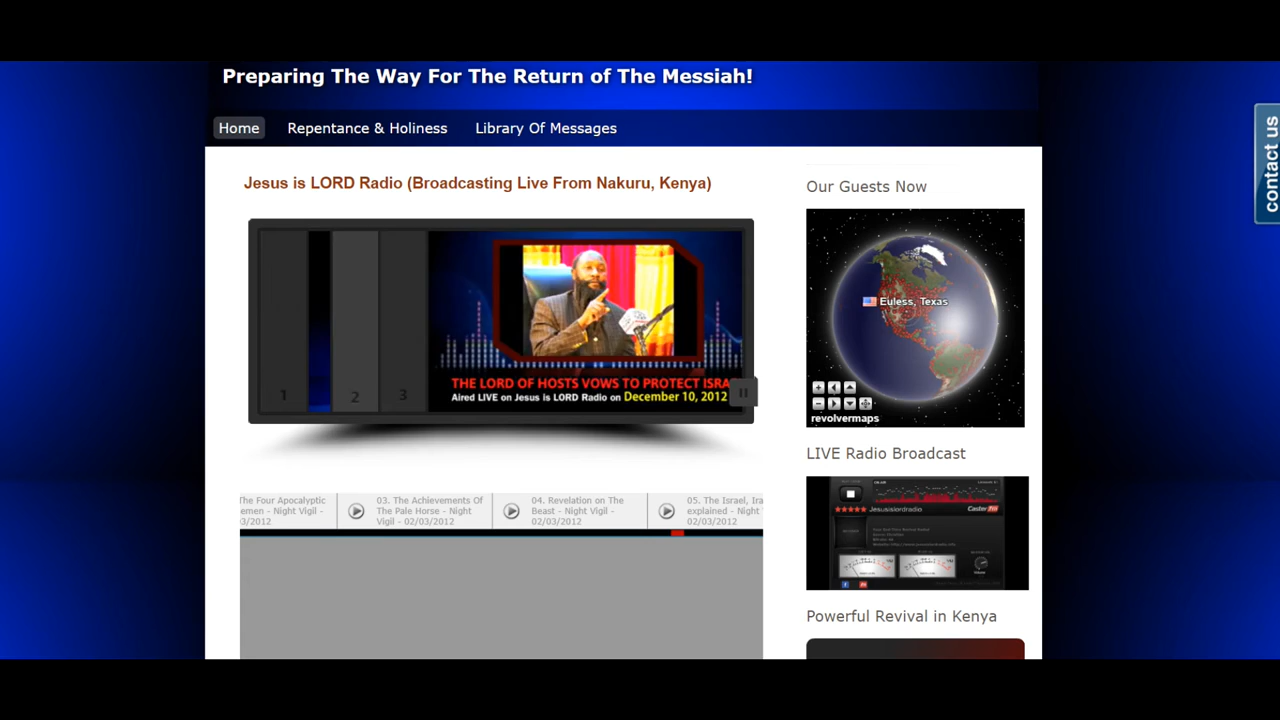 Preparing The Way For The Return of The Messiah!
Home
Repentance & Holiness
Library Of Messages
contact us
Jesus is LORD Radio (Broadcasting Live From Nakuru, Kenya)
1
2
3
THE LORD OF HOSTS VOWS TO PROTECT ISRA
Aired LIVE on Jesus is LORD Radio on December 10, 2012
The Four Apocalyptic
emen - Night Vigil -
03/2012
03. The Achievements Of
The Pale Horse - Night
Vigil - 02/03/2012
04. Revelation on The
Beast - Night Vigil -
02/03/2012
05. The Israel, Ira
explained - Night
02/03/2012
Our Guests Now
Euless, Texas
revolvermaps
LIVE Radio Broadcast
Jesusislordradio
Caster.fm
Powerful Revival in Kenya